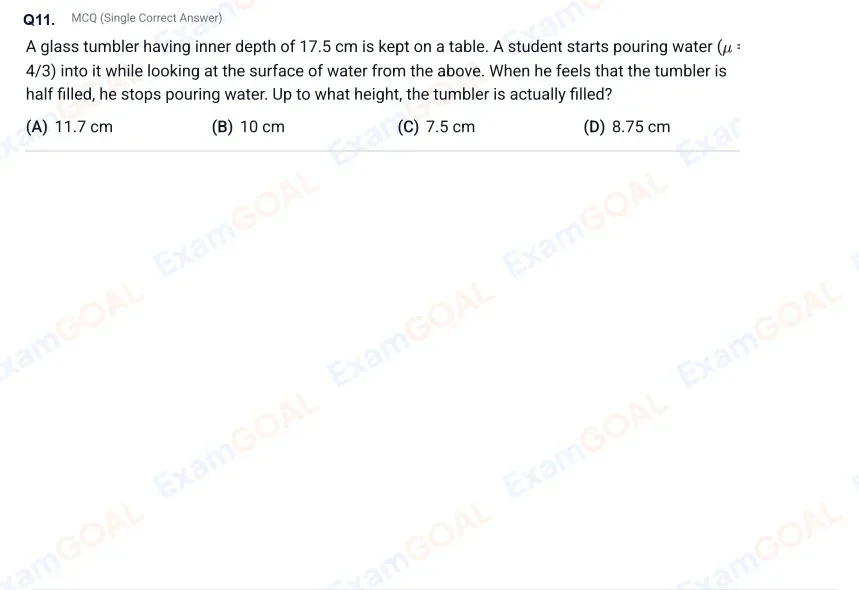 Q11. MCQ (Single Correct Answer)
A glass tumbler having inner depth of 17.5 cm is kept on a table. A student starts pouring water (μ =
4/3) into it while looking at the surface of water from the above. When he feels that the tumbler is
half filled, he stops pouring water. Up to what height, the tumbler is actually filled?
(A) 11.7 cm (B) 10 cm (C) 7.5 cm (D) 8.75 cm
ExamGOAL
ExamGOAL
ExamGOAL
ExamGOAL
ExamGOAL
ExamGOAL